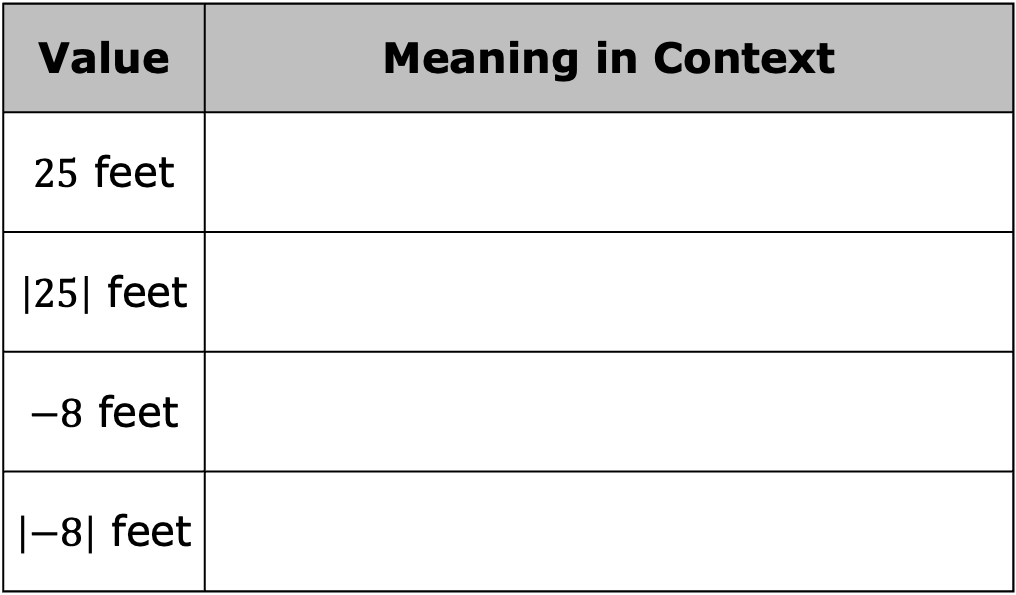 Value Meaning in Context
25 feet
|25| feet
−8 feet
|−8| feet